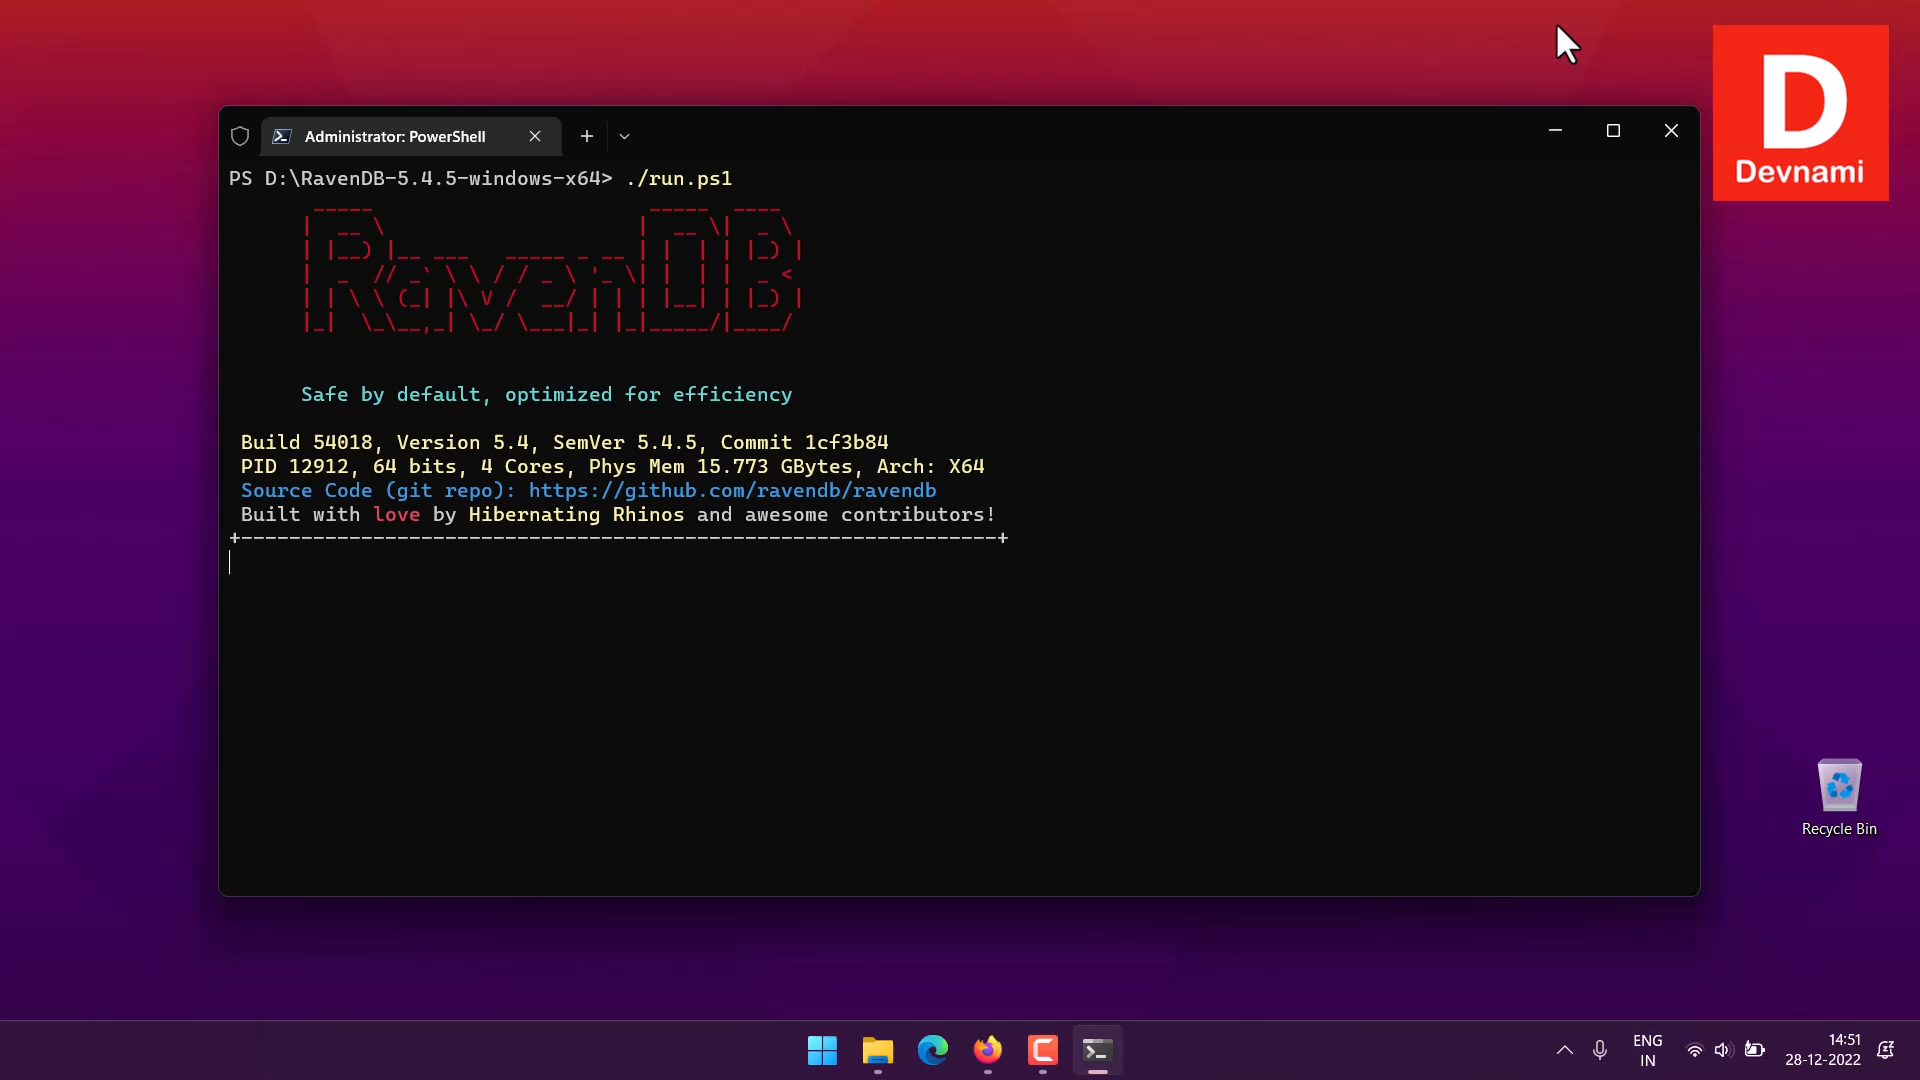 D
Devnami
Administrator: PowerShell
PS D:\RavenDB-5.4.5-windows-x64> ./run.ps1
RavenDB
Safe by default, optimized for efficiency
Build 54018, Version 5.4, SemVer 5.4.5, Commit 1cf3b84
PID 12912, 64 bits, 4 Cores, Phys Mem 15.773 GBytes, Arch: X64
Source Code (git repo): https://github.com/ravendb/ravendb
Built with love by Hibernating Rhinos and awesome contributors!
+---------------------------------------------------------------+
Recycle Bin
ENG
IN
14:51
28-12-2022